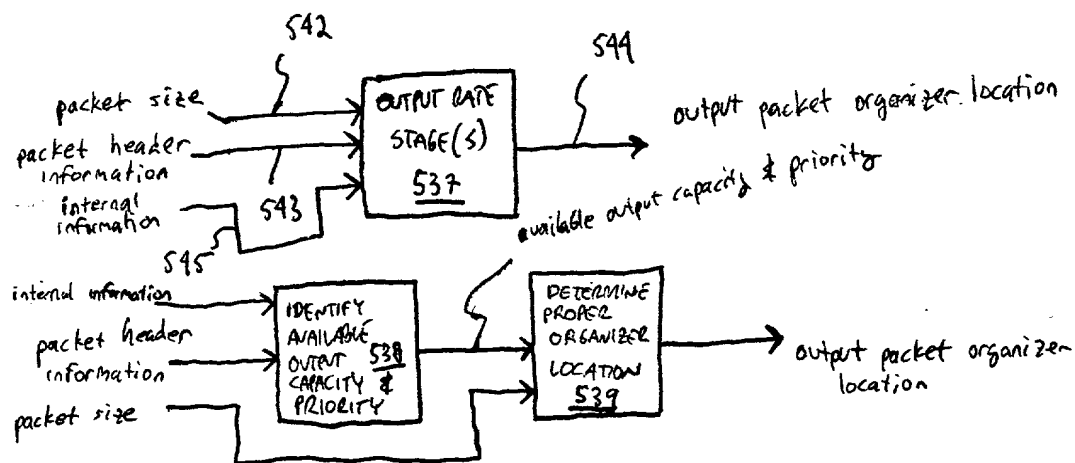 542
544
packet size
packet header
information
internal
information
543
545
OUTPUT RATE
STAGE(S)
537
output packet organizer location
available output capacity & priority
internal information
packet header
information
packet size
IDENTIFY
AVAILABLE
OUTPUT 538
CAPACITY &
PRIORITY
DETERMINE
PROPER
ORGANIZER
LOCATION
539
output packet organizer
location